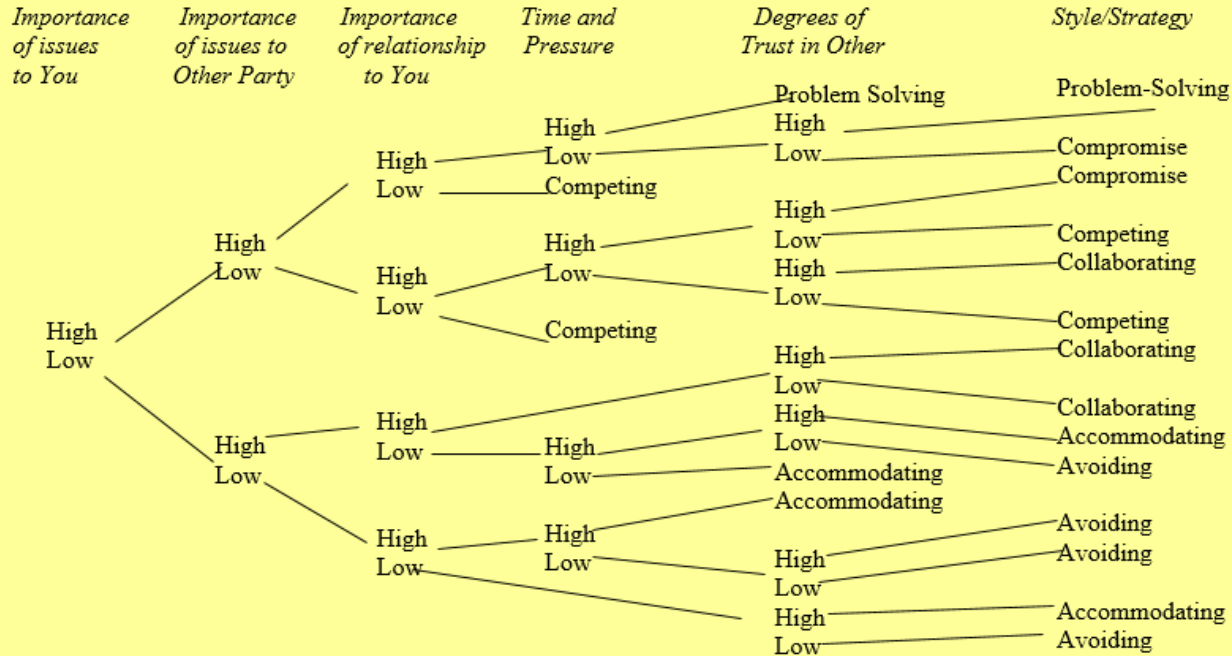 Importance of issues to You
Importance of issues to Other Party
Importance of relationship to You
Time and Pressure
Degrees of Trust in Other
Style/Strategy
Problem Solving Problem-Solving
High High
High Low Low Compromise
Low Competing Compromise
High
High High Low Competing
Low High Low High Collaborating
Low Low
High Competing Competing
Low High Collaborating
High Low Collaborating
High Low High High Accommodating
Low Low Low Avoiding
Accommodating
Accommodating
High High Avoiding
Low Low High Avoiding
Low
High Accommodating
Low Avoiding